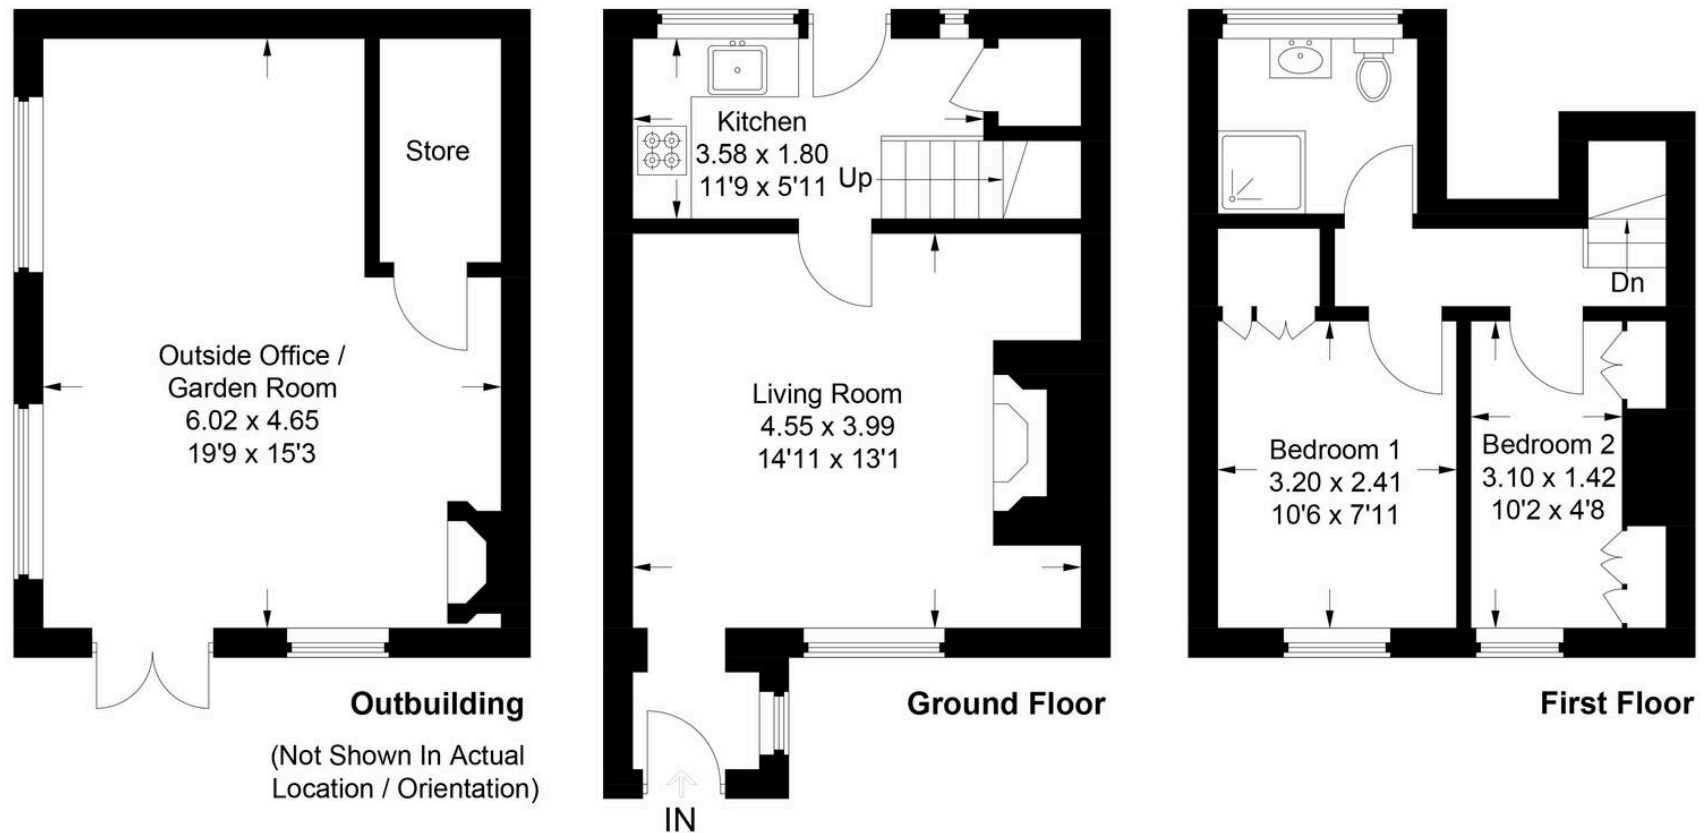 Store
Outside Office /
Garden Room
6.02 x 4.65
19'9 x 15'3
Outbuilding
(Not Shown In Actual
Location / Orientation)
Kitchen
3.58 x 1.80
11'9 x 5'11
Up
Living Room
4.55 x 3.99
14'11 x 13'1
IN
Ground Floor
Dn
Bedroom 1
3.20 x 2.41
10'6 x 7'11
Bedroom 2
3.10 x 1.42
10'2 x 4'8
First Floor